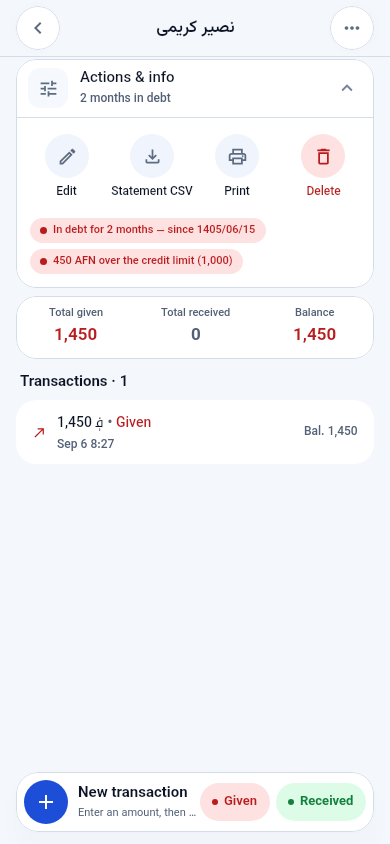 نصیر کریمی
Actions & info
2 months in debt
Edit
Statement CSV
Print
Delete
In debt for 2 months – since 1405/06/15
450 AFN over the credit limit (1,000)
Total given
Total received
Balance
1,450
0
1,450
Transactions · 1
1,450 ؋ • Given
Sep 6 8:27
Bal. 1,450
New transaction
Enter an amount, then …
Given
Received